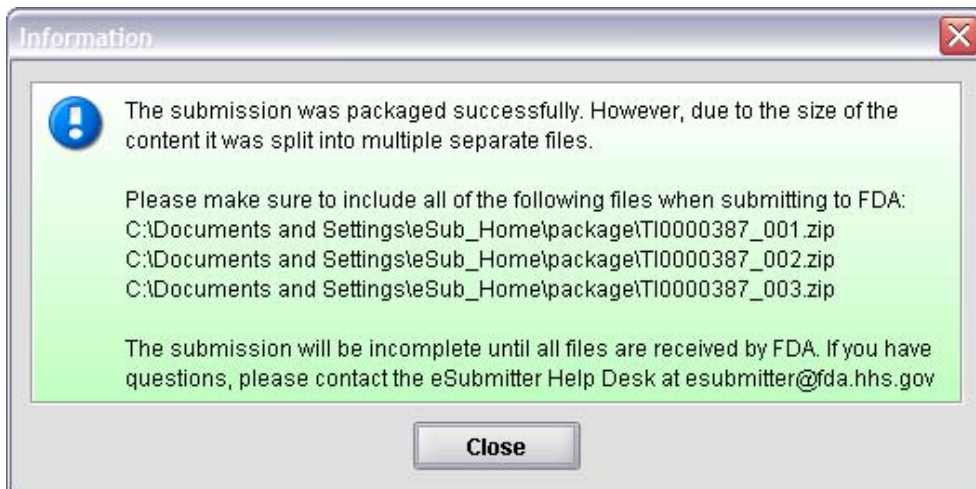 Information
The submission was packaged successfully. However, due to the size of the
content it was split into multiple separate files.
Please make sure to include all of the following files when submitting to FDA:
C:\Documents and Settings\eSub_Home\package\TI0000387_001.zip
C:\Documents and Settings\eSub_Home\package\TI0000387_002.zip
C:\Documents and Settings\eSub_Home\package\TI0000387_003.zip
The submission will be incomplete until all files are received by FDA. If you have
questions, please contact the eSubmitter Help Desk at esubmitter@fda.hhs.gov
Close